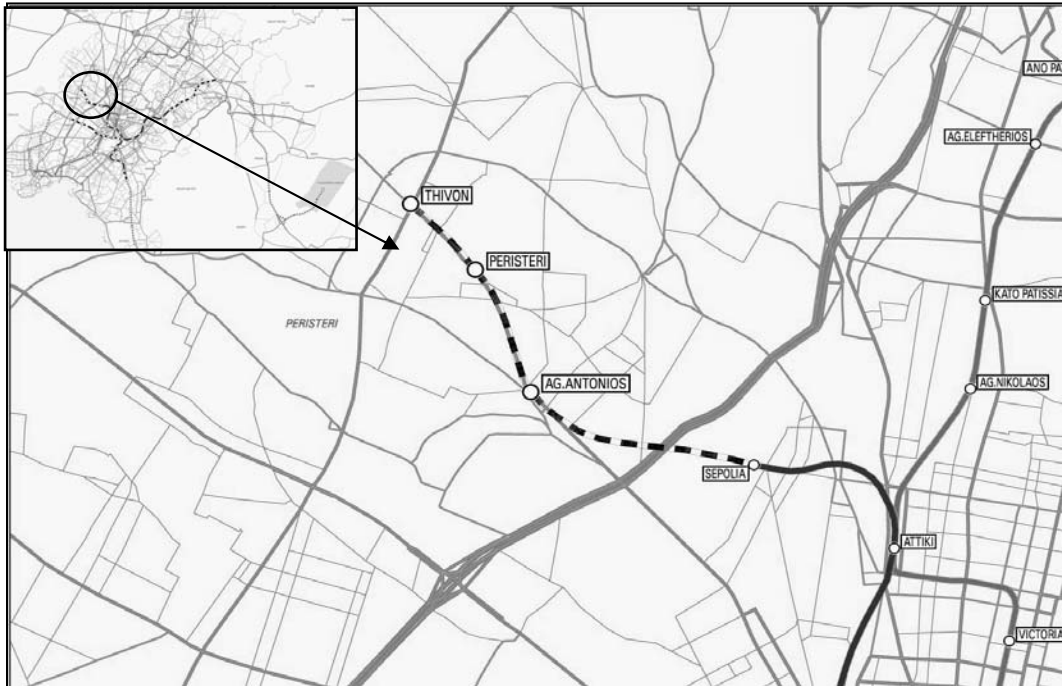 ANO PA
AG.ELEFTHERIOS
THIVON
PERISTERI
KATO PATISSIA
PERISTERI
AG.ANTONIOS
AG.NIKOLAOS
SEPOLIA
ATTIKI
VICTORIA